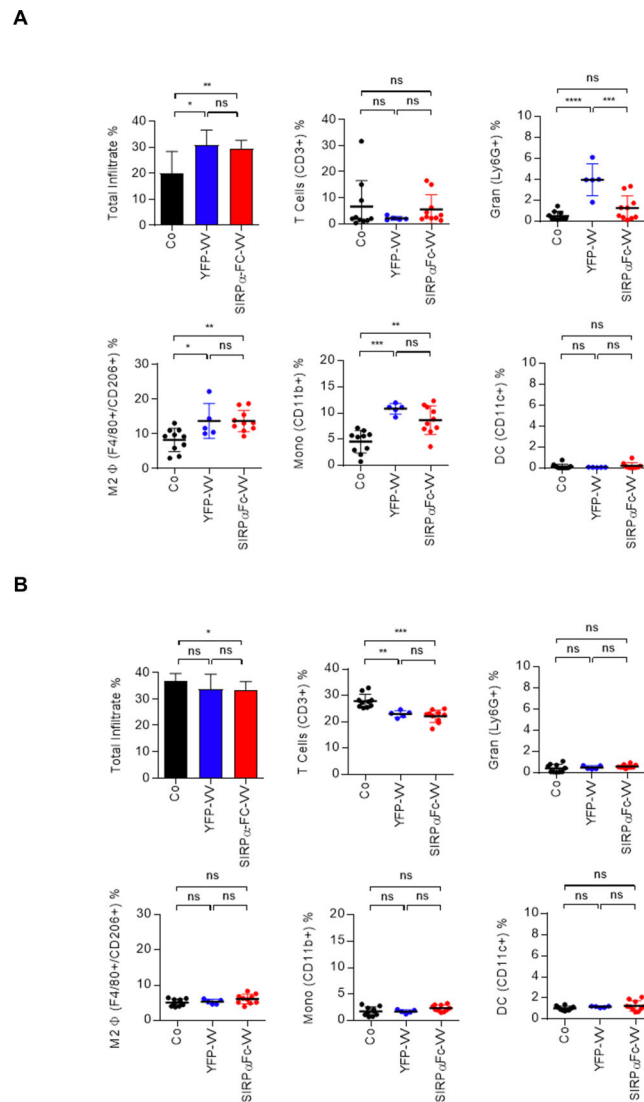 A
**
* ns
Total Infiltrate %
50
40
30
20
10
0
Co
YFP-VV
SIRPα-FC-VV
ns
ns ns
T Cells (CD3+) %
40
30
20
10
0
Co
YFP-VV
SIRPαFc-VV
ns
**** ***
Gran (Ly6G+) %
10
8
6
4
2
0
Co
YFP-VV
SIRPαFc-VV
**
* ns
M2 Φ (F4/80+/CD206+) %
30
20
10
0
Co
YFP-VV
SIRPαFc-VV
**
*** ns
Mono (CD11b+) %
20
15
10
5
0
Co
YFP-VV
SIRPαFc-VV
ns
ns ns
DC (CD11c+) %
10
8
6
4
2
0
Co
YFP-VV
SIRPαFc-VV
B
*
ns ns
Total Infiltrate %
50
40
30
20
10
0
Co
YFP-VV
SIRPα-FC-VV
***
** ns
T Cells (CD3+) %
40
30
20
10
0
Co
YFP-VV
SIRPαFc-VV
ns
ns ns
Gran (Ly6G+) %
10
8
6
4
2
0
Co
YFP-VV
SIRPαFc-VV
ns
ns ns
M2 Φ (F4/80+/CD206+) %
30
20
10
0
Co
YFP-VV
SIRPαFc-VV
ns
ns ns
Mono (CD11b+) %
20
15
10
5
0
Co
YFP-VV
SIRPαFc-VV
ns
ns ns
DC (CD11c+) %
10
8
6
4
2
0
Co
YFP-VV
SIRPαFc-VV